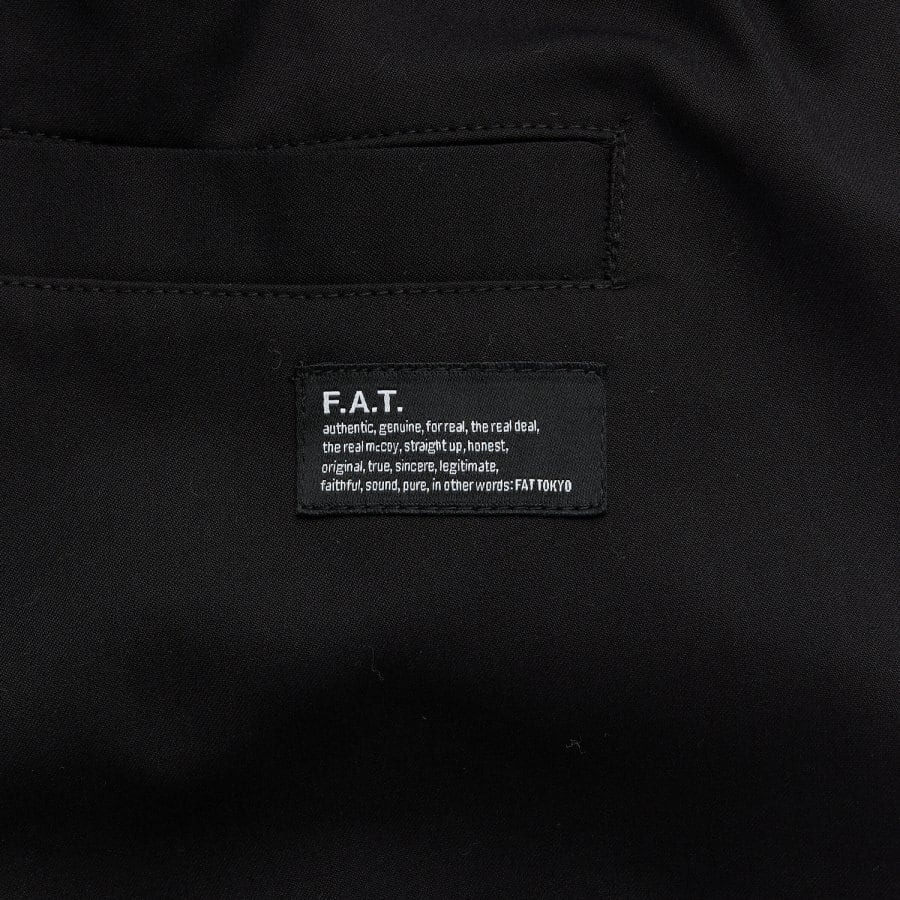 F.A.T.
authentic, genuine, for real, the real deal,
the real mccoy, straight up, honest,
original, true, sincere, legitimate,
faithful, sound, pure, in other words: FAT TOKYO